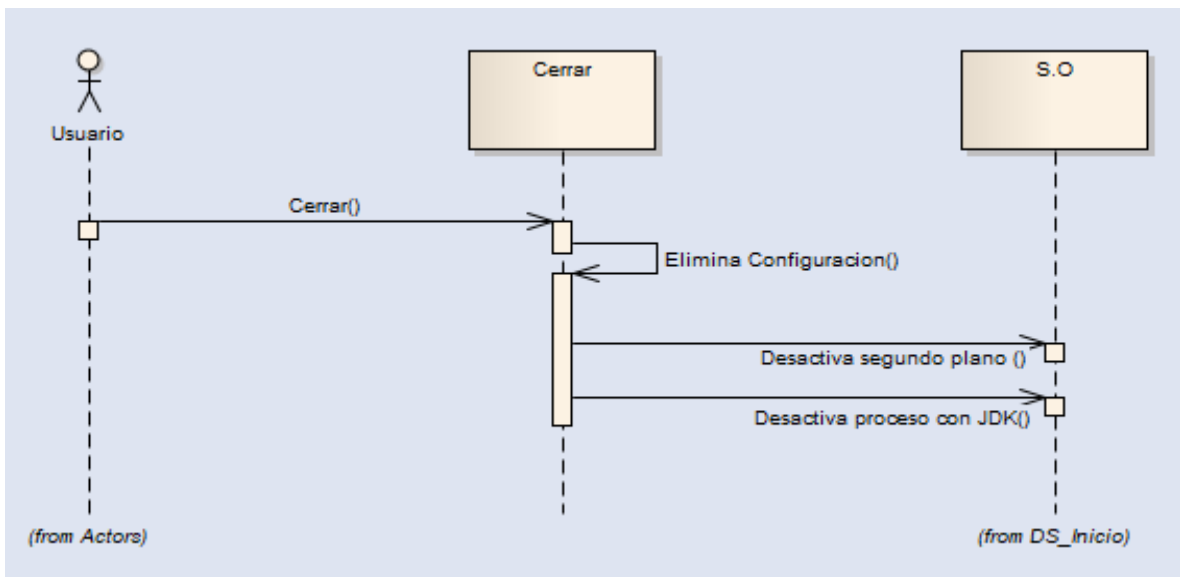 Usuario
Cerrar
S.O
Cerrar()
Elimina Configuracion()
Desactiva segundo plano ()
Desactiva proceso con JDK()
(from Actors)
(from DS_Inicio)